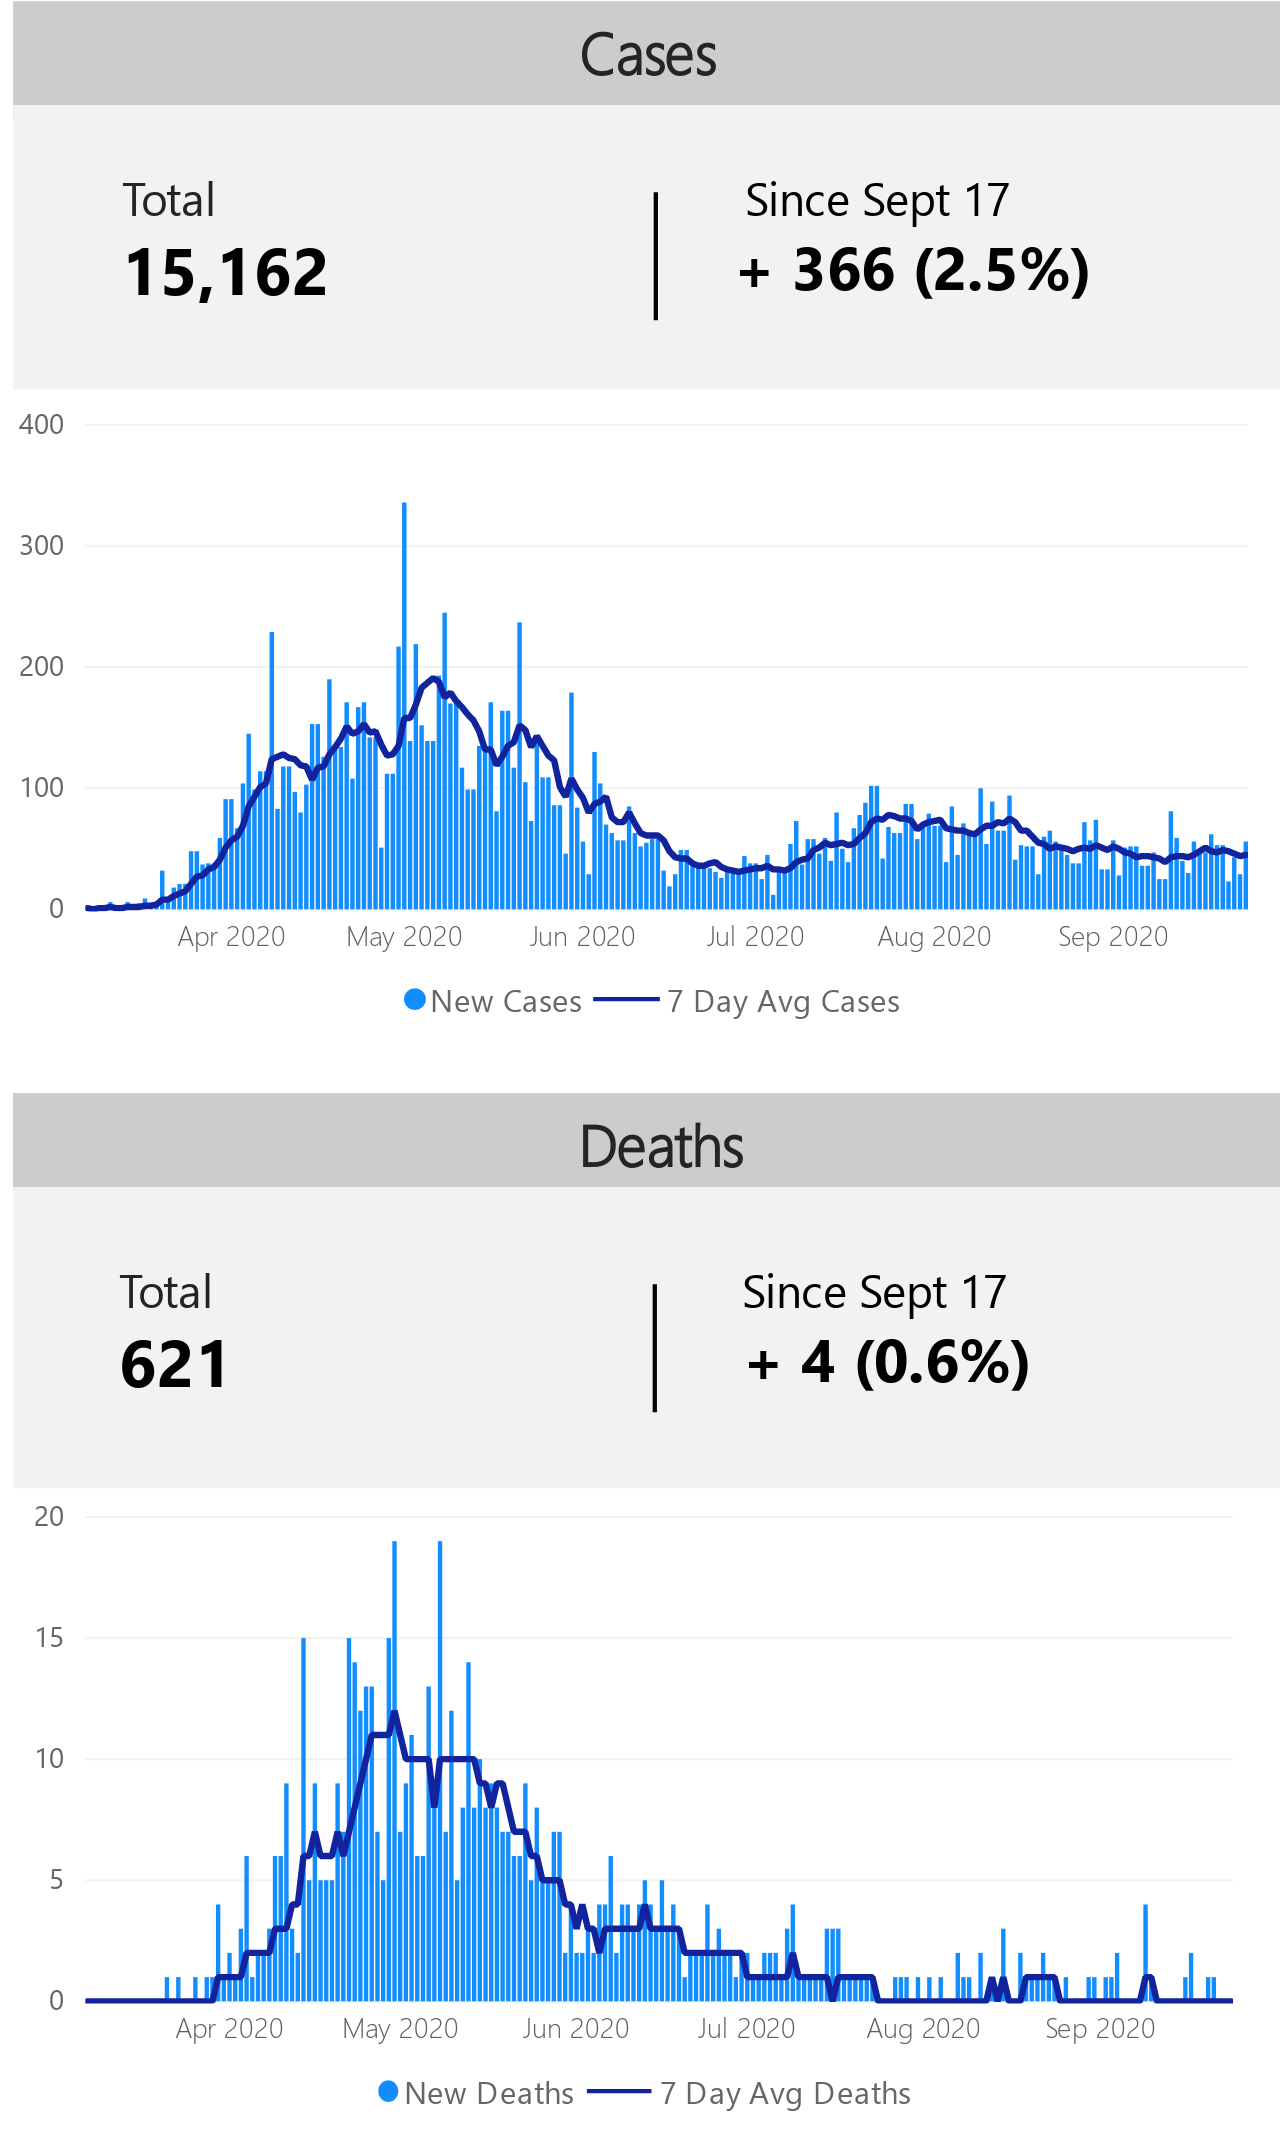 Cases
Total
Since Sept 17
15,162
+ 366 (2.5%)
400
300
200
100
0
Apr 2020 May 2020 Jun 2020 Jul 2020 Aug 2020 Sep 2020
New Cases 7 Day Avg Cases
Deaths
Total
Since Sept 17
621
+ 4 (0.6%)
20
15
10
5
0
Apr 2020 May 2020 Jun 2020 Jul 2020 Aug 2020 Sep 2020
New Deaths 7 Day Avg Deaths